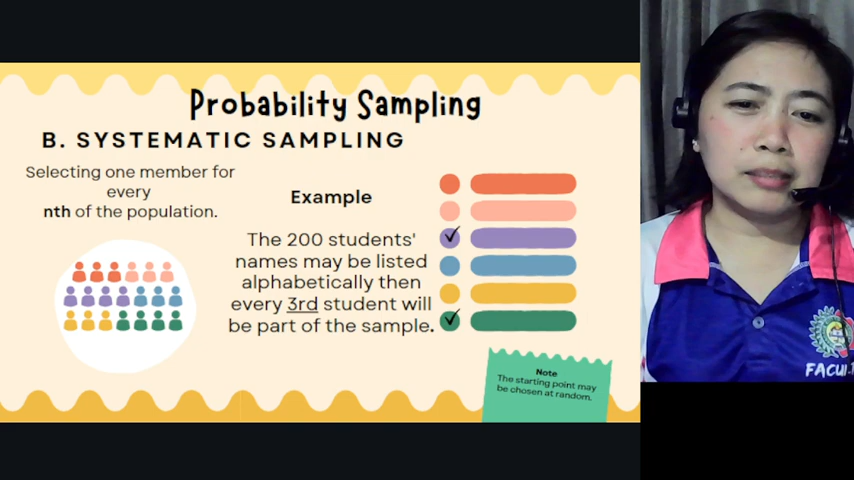 Probability Sampling
B. SYSTEMATIC SAMPLING
Selecting one member for
every
nth of the population.
Example
The 200 students'
names may be listed
alphabetically then
every 3rd student will
be part of the sample.
Note
The starting point may
be chosen at random.